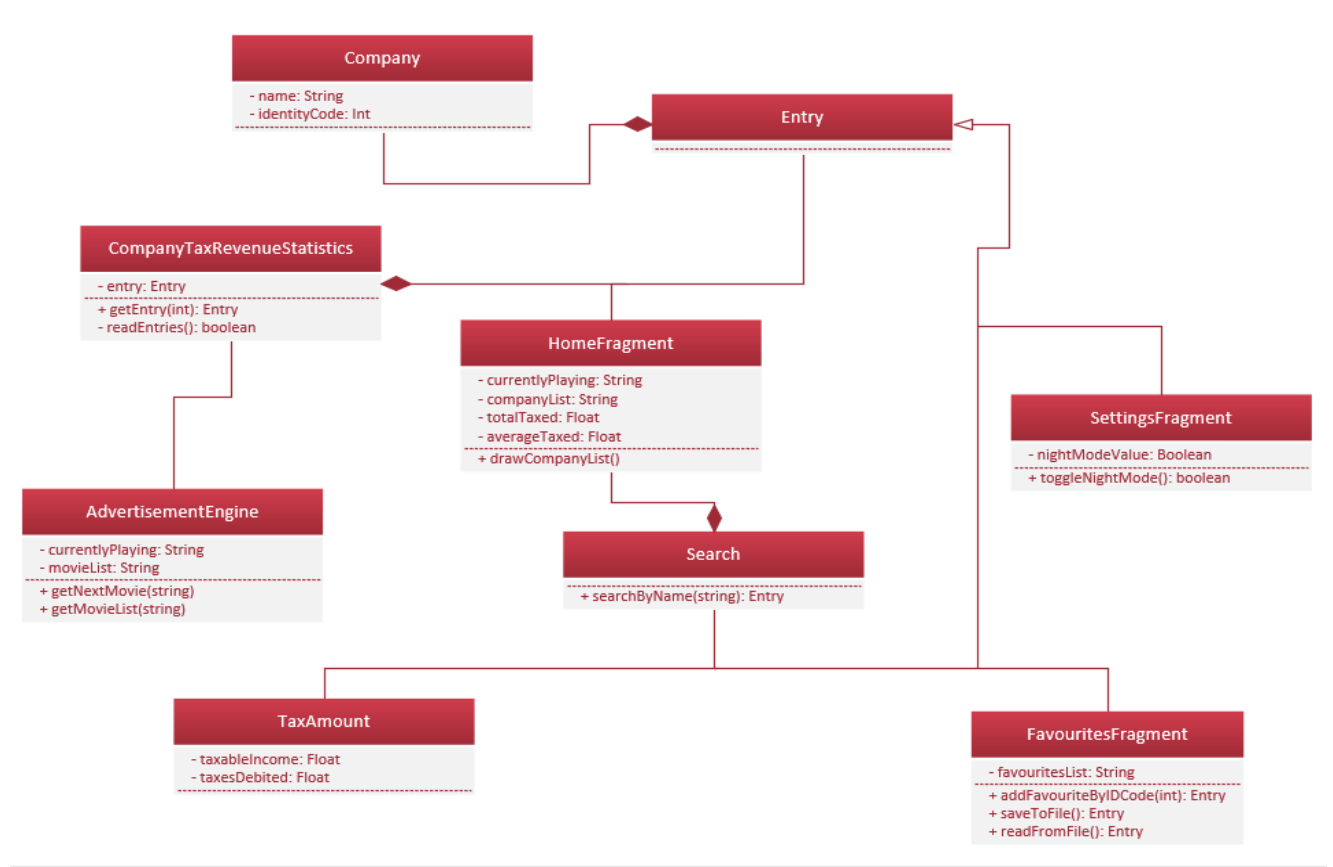 Company
- name: String
- identityCode: Int
Entry
CompanyTaxRevenueStatistics
- entry: Entry
+ getEntry(int): Entry
- readEntries(): boolean
HomeFragment
- currentlyPlaying: String
- companyList: String
- totalTaxed: Float
- averageTaxed: Float
+ drawCompanyList()
SettingsFragment
- nightModeValue: Boolean
+ toggleNightMode(): boolean
AdvertisementEngine
- currentlyPlaying: String
- movieList: String
+ getNextMovie(string)
+ getMovieList(string)
Search
+ searchByName(string): Entry
TaxAmount
- taxableIncome: Float
- taxesDebited: Float
FavouritesFragment
- favouritesList: String
+ addFavouriteByIDCode(int): Entry
+ saveToFile(): Entry
+ readFromFile(): Entry